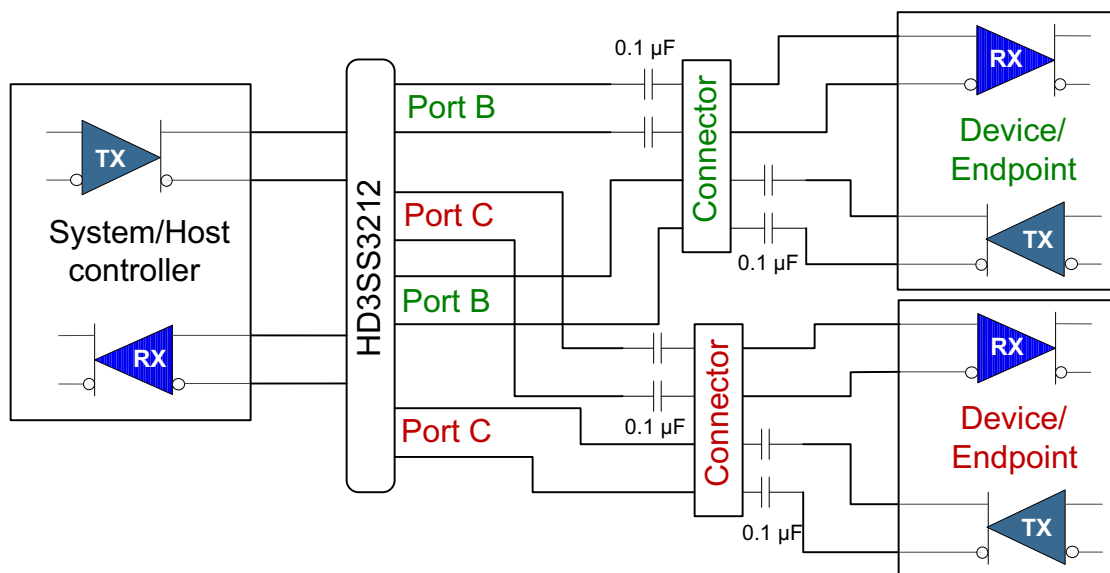 0.1 µF
RX
Port B
TX
Device/
Endpoint
Connector
System/Host
controller
Port C
HD3SS3212
TX
0.1 µF
Port B
RX
RX
Port C
0.1 µF
Connector
Device/
Endpoint
TX
0.1 µF